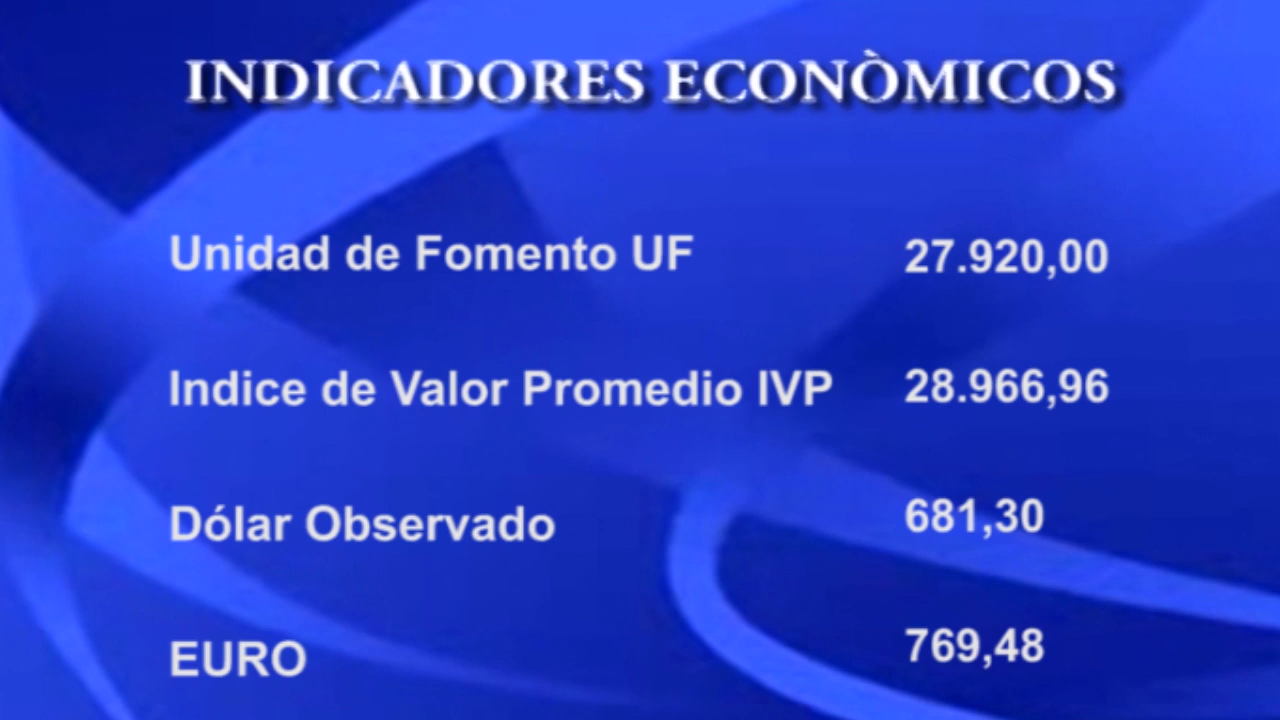 INDICADORES ECONÒMICOS
Unidad de Fomento UF 27.920,00
Indice de Valor Promedio IVP 28.966,96
Dólar Observado 681,30
EURO 769,48